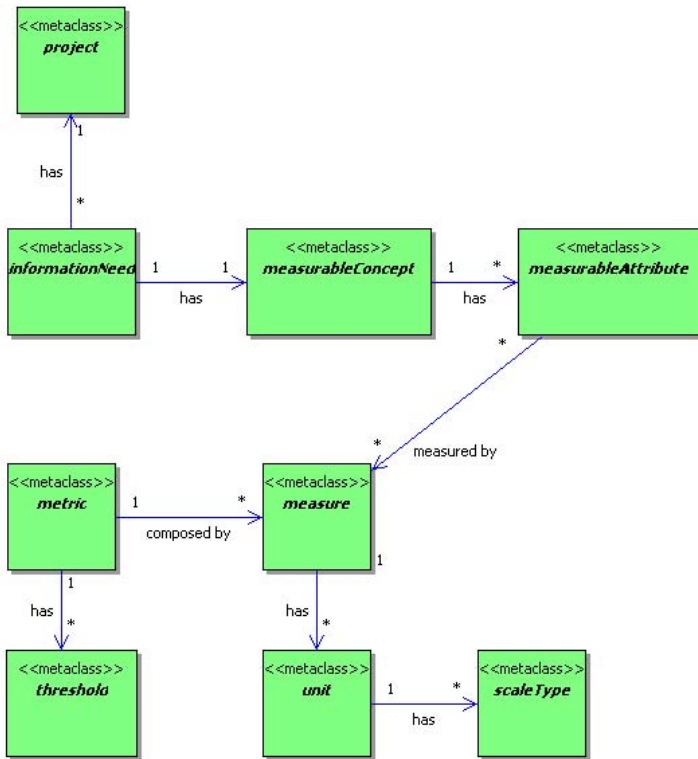 <<metaclass>>
project
1
has
*
<<metaclass>>
informationNeed
1
1
has
<<metaclass>>
measurableConcept
1
*
has
<<metaclass>>
measurableAttribute
*
*
measured by
<<metaclass>>
metric
1
*
composed by
<<metaclass>>
measure
1
1
has
*
has
*
<<metaclass>>
threshold
<<metaclass>>
unit
1
*
has
<<metaclass>>
scaleType